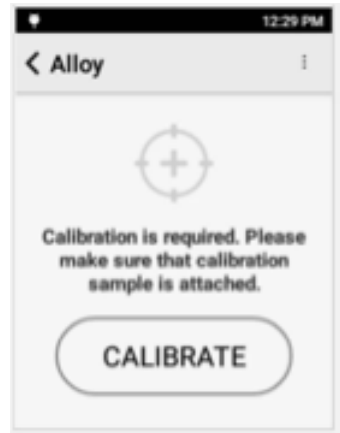 12:29 PM
Alloy
Calibration is required. Please
make sure that calibration
sample is attached.
CALIBRATE